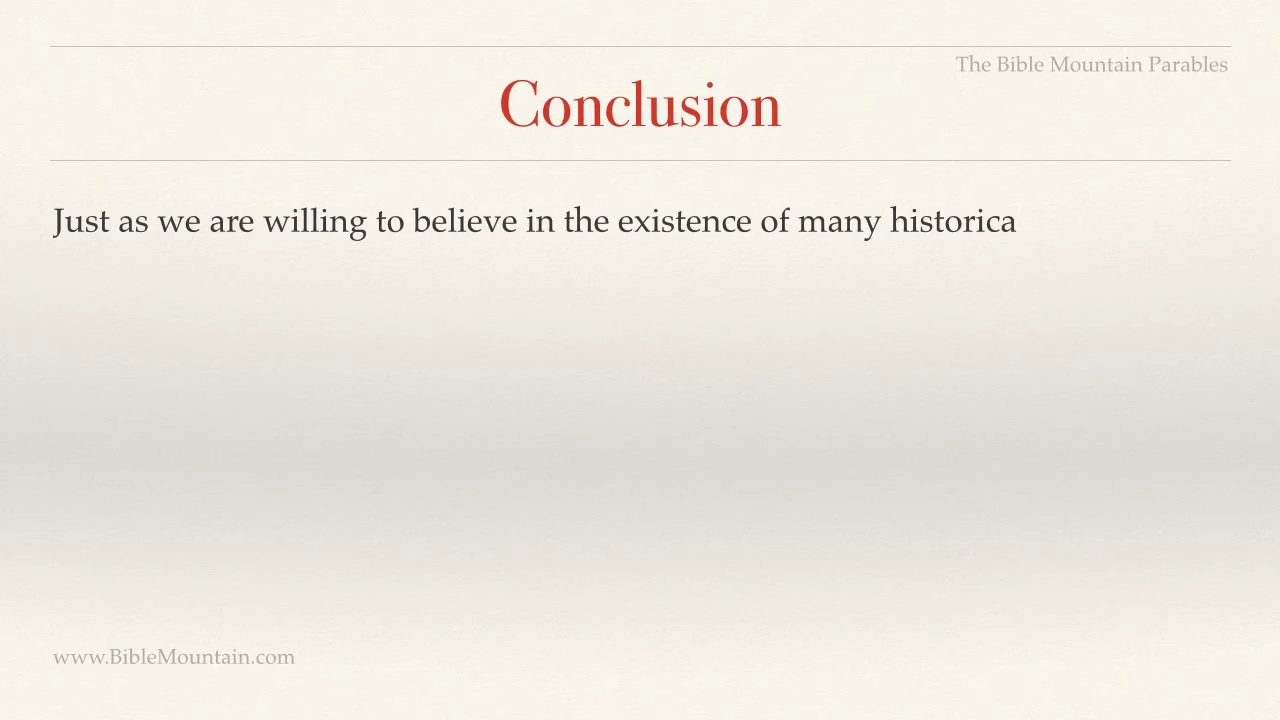 The Bible Mountain Parables
Conclusion
Just as we are willing to believe in the existence of many historica
www.BibleMountain.com